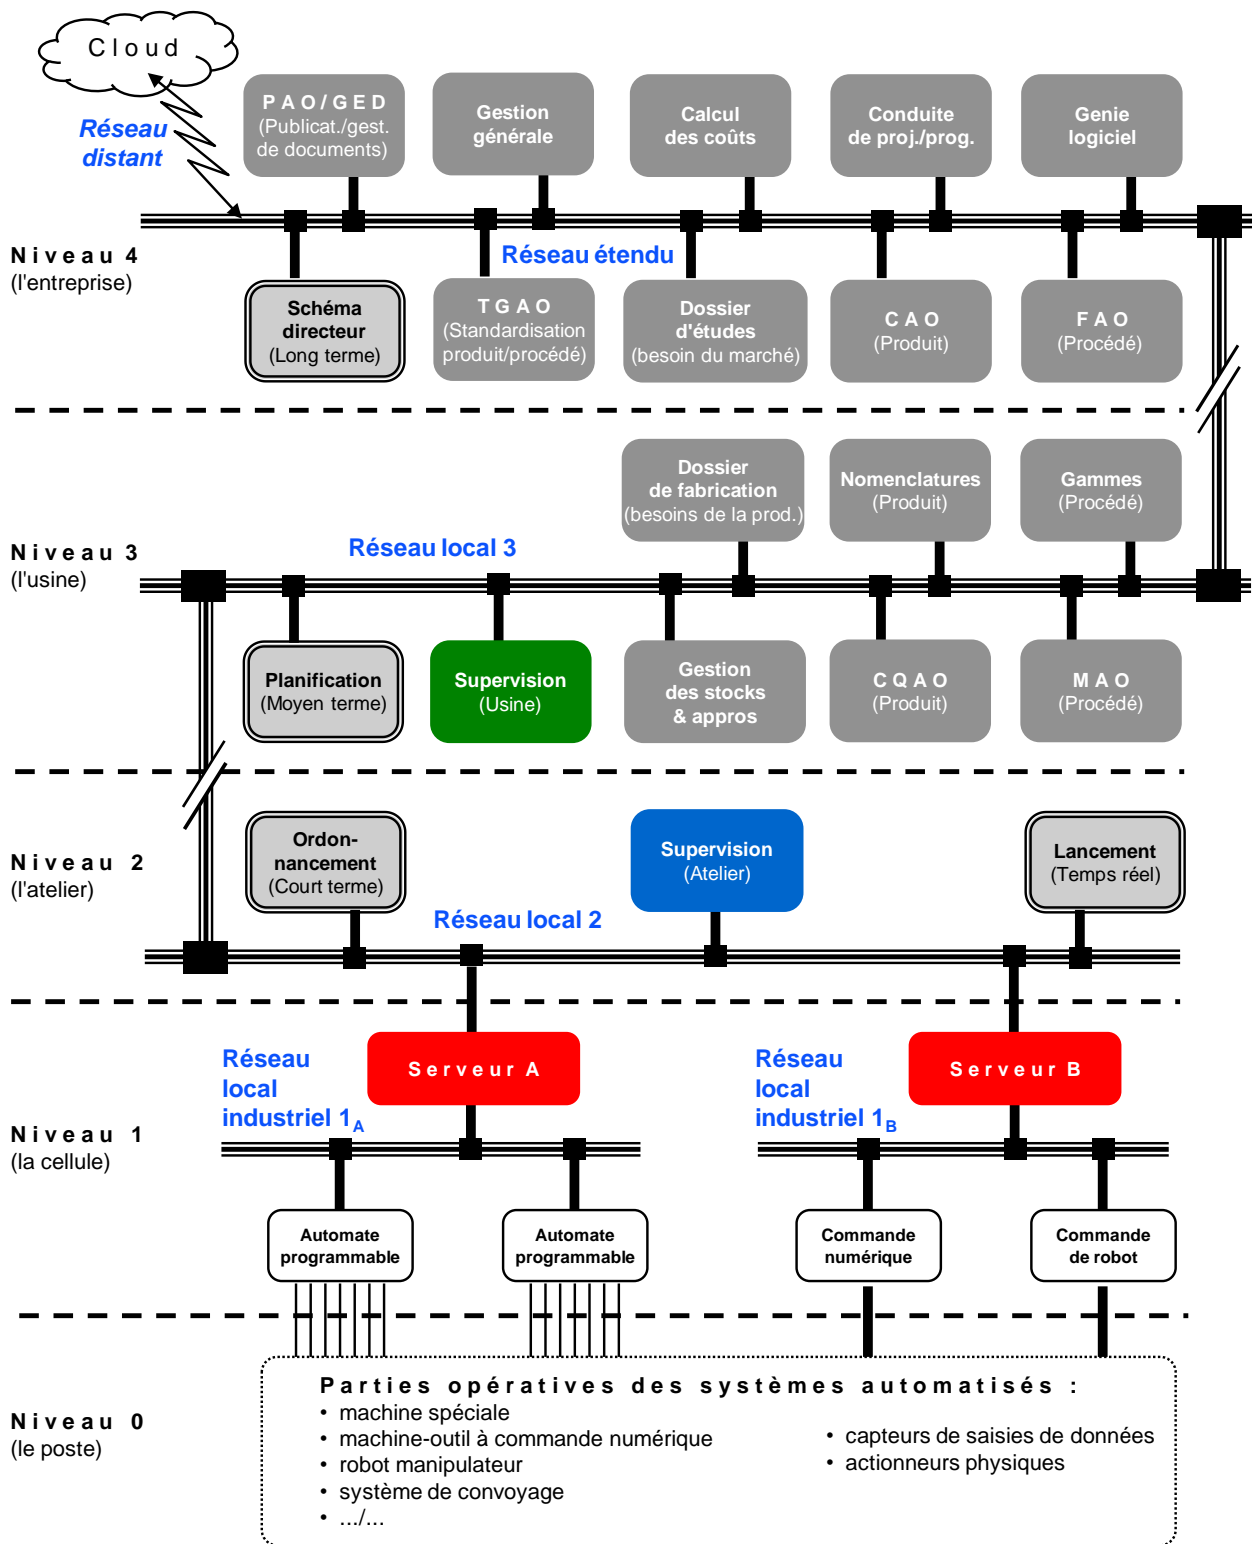 Cloud
Réseau
distant
PAO/GED
(Publicat./gest.
de documents)
Gestion
générale
Calcul
des coûts
Conduite
de proj./prog.
Genie
logiciel
Niveau 4
(l'entreprise)
Réseau étendu
Schéma
directeur
(Long terme)
TGAO
(Standardisation
produit/procédé)
Dossier
d'études
(besoin du marché)
CAO
(Produit)
FAO
(Procédé)
Dossier
de fabrication
(besoins de la prod.)
Nomenclatures
(Produit)
Gammes
(Procédé)
Niveau 3
(l'usine)
Réseau local 3
Planification
(Moyen terme)
Supervision
(Usine)
Gestion
des stocks
& appros
CQAO
(Produit)
MAO
(Procédé)
Niveau 2
(l'atelier)
Ordon-
nancement
(Court terme)
Supervision
(Atelier)
Lancement
(Temps réel)
Réseau local 2
Réseau
local
industriel 1A
Serveur A
Réseau
local
industriel 1B
Serveur B
Niveau 1
(la cellule)
Automate
programmable
Automate
programmable
Commande
numérique
Commande
de robot
Niveau 0
(le poste)
Parties opératives des systèmes automatisés :
• machine spéciale
• machine-outil à commande numérique
• robot manipulateur
• système de convoyage
• .../...
• capteurs de saisies de données
• actionneurs physiques